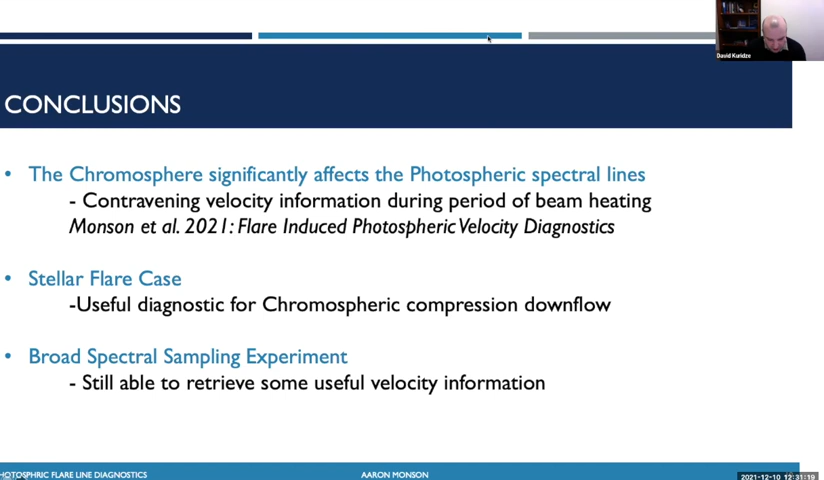 David Kuridze
CONCLUSIONS
• The Chromosphere significantly affects the Photospheric spectral lines
- Contravening velocity information during period of beam heating
Monson et al. 2021: Flare Induced Photospheric Velocity Diagnostics
• Stellar Flare Case
-Useful diagnostic for Chromospheric compression downflow
• Broad Spectral Sampling Experiment
- Still able to retrieve some useful velocity information
HOTOSPHRIC FLARE LINE DIAGNOSTICS
AARON MONSON
2021-12-10 12:31:19